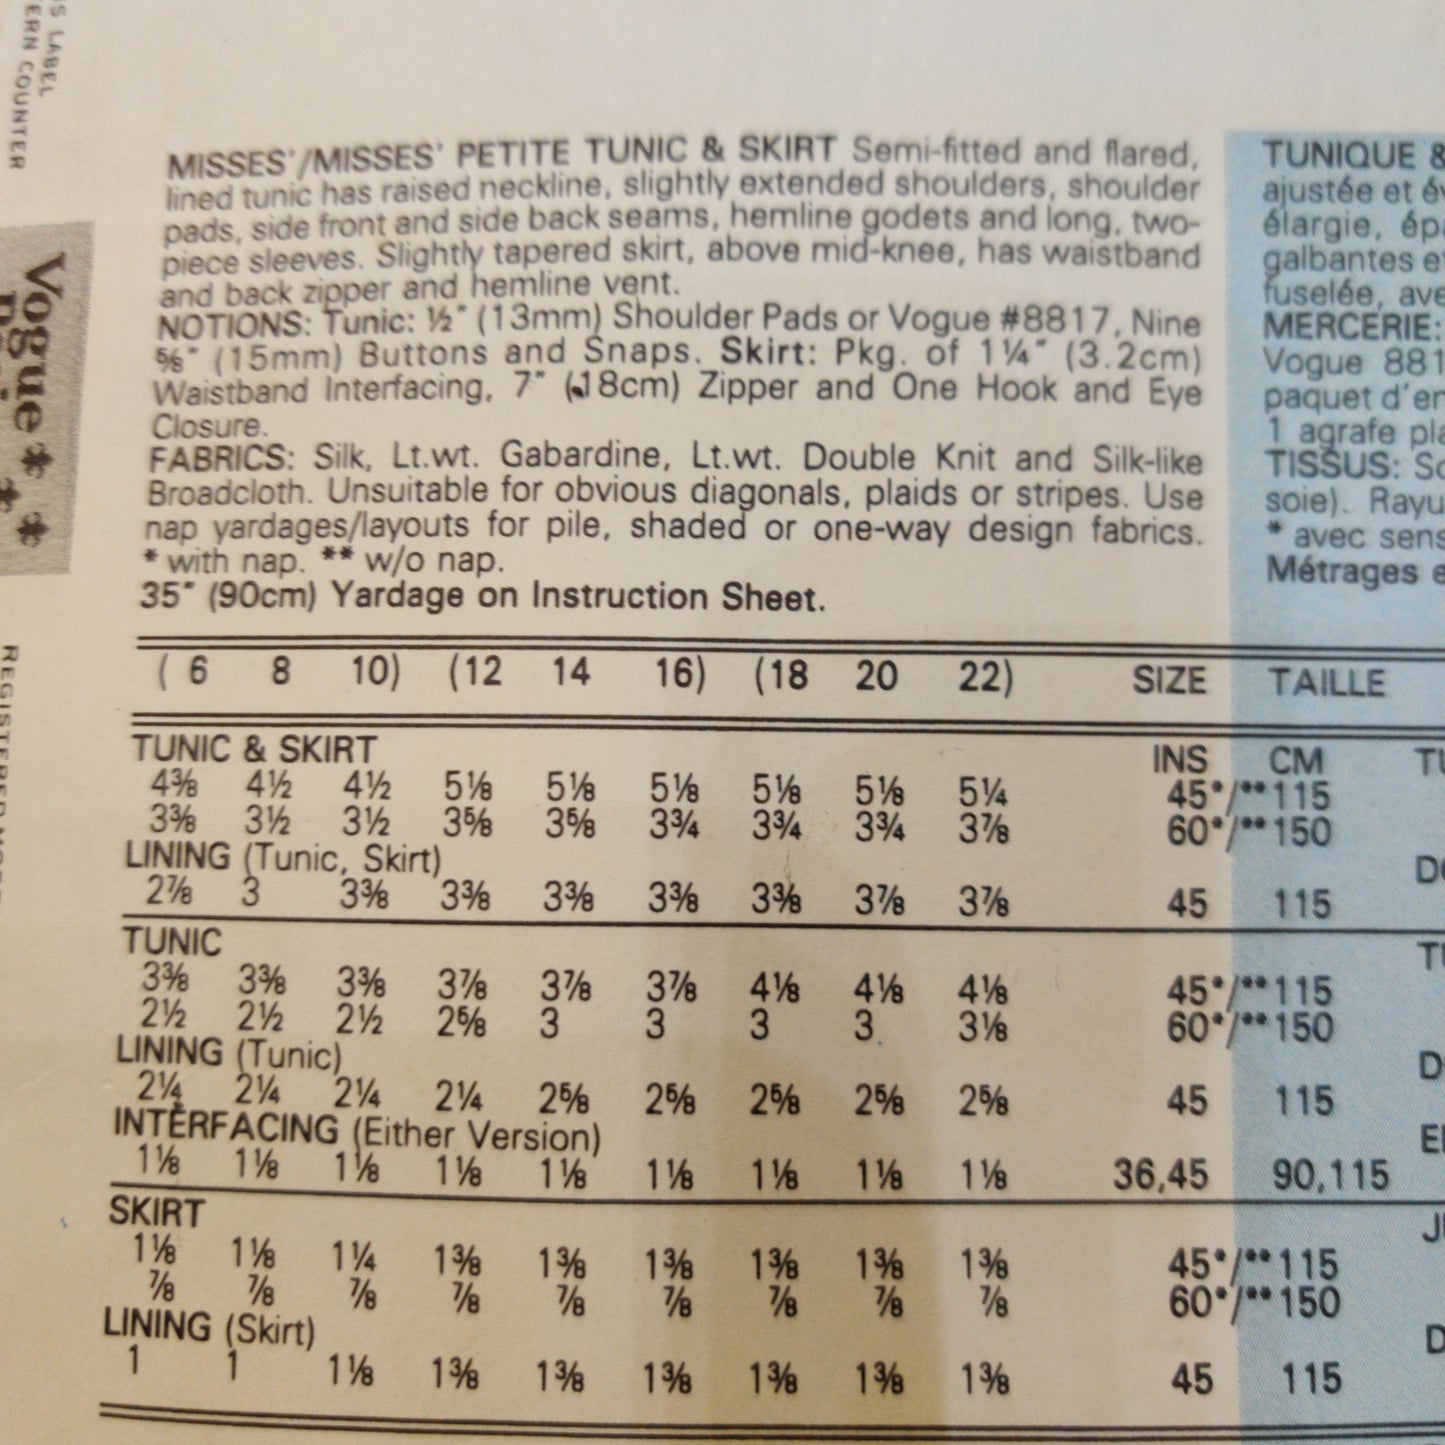 S LABEL
ERN COUNTER
Vogue
REGISTERED
MISSES'/MISSES' PETITE TUNIC & SKIRT Semi-fitted and flared,
lined tunic has raised neckline, slightly extended shoulders, shoulder
pads, side front and side back seams, hemline godets and long, two-
piece sleeves. Slightly tapered skirt, above mid-knee, has waistband
and back zipper and hemline vent.
NOTIONS: Tunic: ½" (13mm) Shoulder Pads or Vogue #8817, Nine
⅝" (15mm) Buttons and Snaps. Skirt: Pkg. of 1¼" (3.2cm)
Waistband Interfacing, 7" (18cm) Zipper and One Hook and Eye
Closure.
FABRICS: Silk, Lt.wt. Gabardine, Lt.wt. Double Knit and Silk-like
Broadcloth. Unsuitable for obvious diagonals, plaids or stripes. Use
nap yardages/layouts for pile, shaded or one-way design fabrics.
* with nap. ** w/o nap.
35" (90cm) Yardage on Instruction Sheet.
( 6 8 10) (12 14 16) (18 20 22) SIZE TAILLE
TUNIC & SKIRT INS CM TU
4⅜ 4½ 4½ 5⅛ 5⅛ 5⅛ 5⅛ 5⅛ 5¼ 45*/**115
3⅜ 3½ 3½ 3⅝ 3⅝ 3¾ 3¾ 3¾ 3⅞ 60*/**150
LINING (Tunic, Skirt) DO
2⅞ 3 3⅜ 3⅜ 3⅜ 3⅜ 3⅜ 3⅞ 3⅞ 45 115
TUNIC TU
3⅜ 3⅜ 3⅜ 3⅞ 3⅞ 3⅞ 4⅛ 4⅛ 4⅛ 45*/**115
2½ 2½ 2½ 2⅝ 3 3 3 3 3⅛ 60*/**150
LINING (Tunic) D
2¼ 2¼ 2¼ 2¼ 2⅝ 2⅝ 2⅝ 2⅝ 2⅝ 45 115
INTERFACING (Either Version) E
1⅛ 1⅛ 1⅛ 1⅛ 1⅛ 1⅛ 1⅛ 1⅛ 1⅛ 36,45 90,115
SKIRT JU
1⅛ 1⅛ 1¼ 1⅜ 1⅜ 1⅜ 1⅜ 1⅜ 1⅜ 45*/**115
⅞ ⅞ ⅞ ⅞ ⅞ ⅞ ⅞ ⅞ ⅞ 60*/**150
LINING (Skirt) D
1 1 1⅛ 1⅜ 1⅜ 1⅜ 1⅜ 1⅜ 1⅜ 45 115
TUNIQUE &
ajustée et év
élargie, épa
galbantes et
fuselée, ave
MERCERIE:
Vogue 881
paquet d'en
1 agrafe pla
TISSUS: So
soie). Rayu
* avec sens
Métrages e